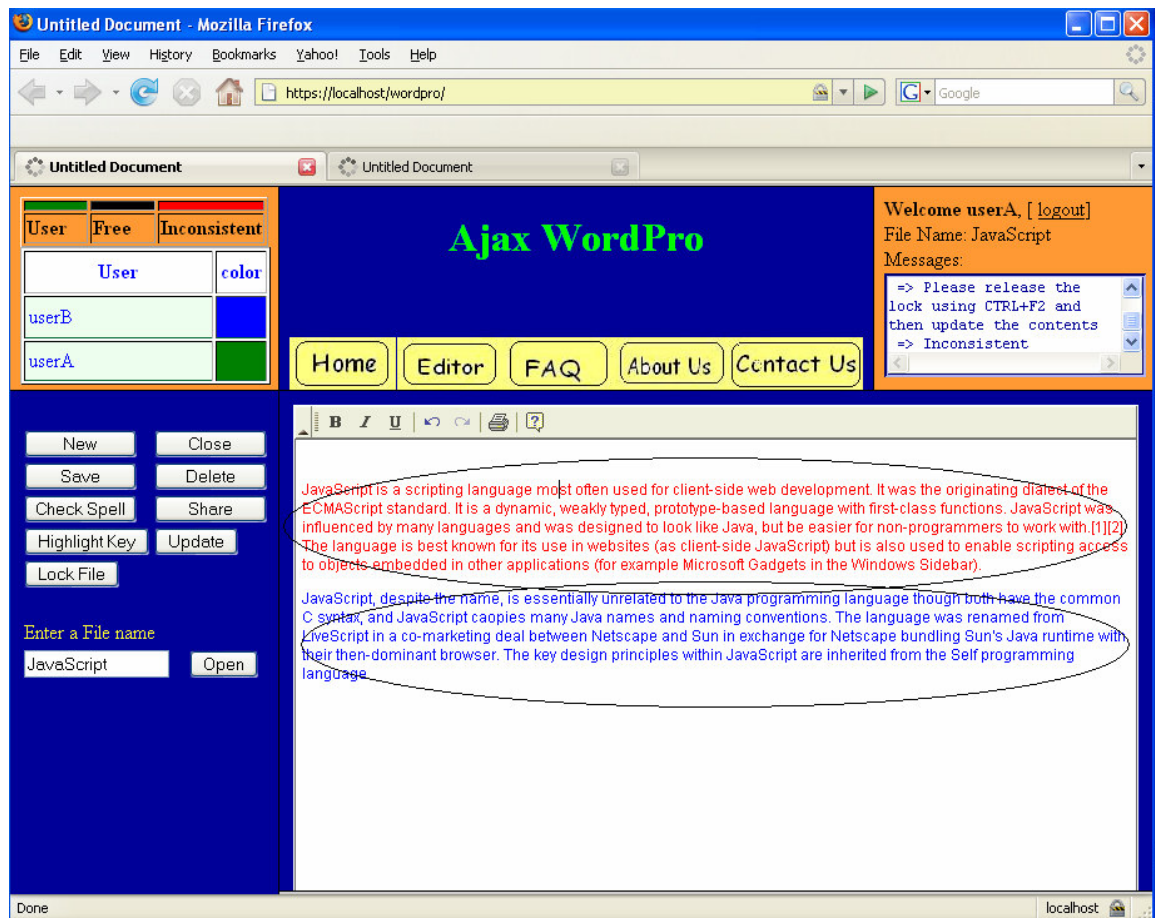 Untitled Document - Mozilla Firefox
File Edit View History Bookmarks Yahoo! Tools Help
https://localhost/wordpro/
G Google
Untitled Document
Untitled Document
User Free Inconsistent
User color
userB
userA
Ajax WordPro
Home Editor FAQ About Us Contact Us
Welcome userA, [ logout]
File Name: JavaScript
Messages:
=> Please release the
lock using CTRL+F2 and
then update the contents
=> Inconsistent
New Close
Save Delete
Check Spell Share
Highlight Key Update
Lock File
Enter a File name
JavaScript Open
B I U
JavaScript is a scripting language most often used for client-side web development. It was the originating dialect of the
ECMAScript standard. It is a dynamic, weakly typed, prototype-based language with first-class functions. JavaScript was
influenced by many languages and was designed to look like Java, but be easier for non-programmers to work with.[1][2]
The language is best known for its use in websites (as client-side JavaScript) but is also used to enable scripting access
to objects embedded in other applications (for example Microsoft Gadgets in the Windows Sidebar).
JavaScript, despite the name, is essentially unrelated to the Java programming language though both have the common
C syntax, and JavaScript caopies many Java names and naming conventions. The language was renamed from
LiveScript in a co-marketing deal between Netscape and Sun in exchange for Netscape bundling Sun's Java runtime with
their then-dominant browser. The key design principles within JavaScript are inherited from the Self programming
language.
Done
localhost